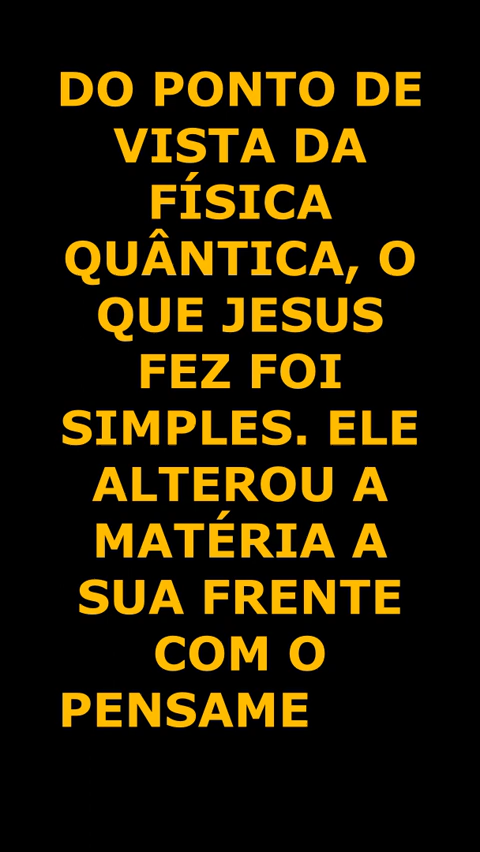 DO PONTO DE
VISTA DA
FÍSICA
QUÂNTICA, O
QUE JESUS
FEZ FOI
SIMPLES. ELE
ALTEROU A
MATÉRIA A
SUA FRENTE
COM O
PENSAME